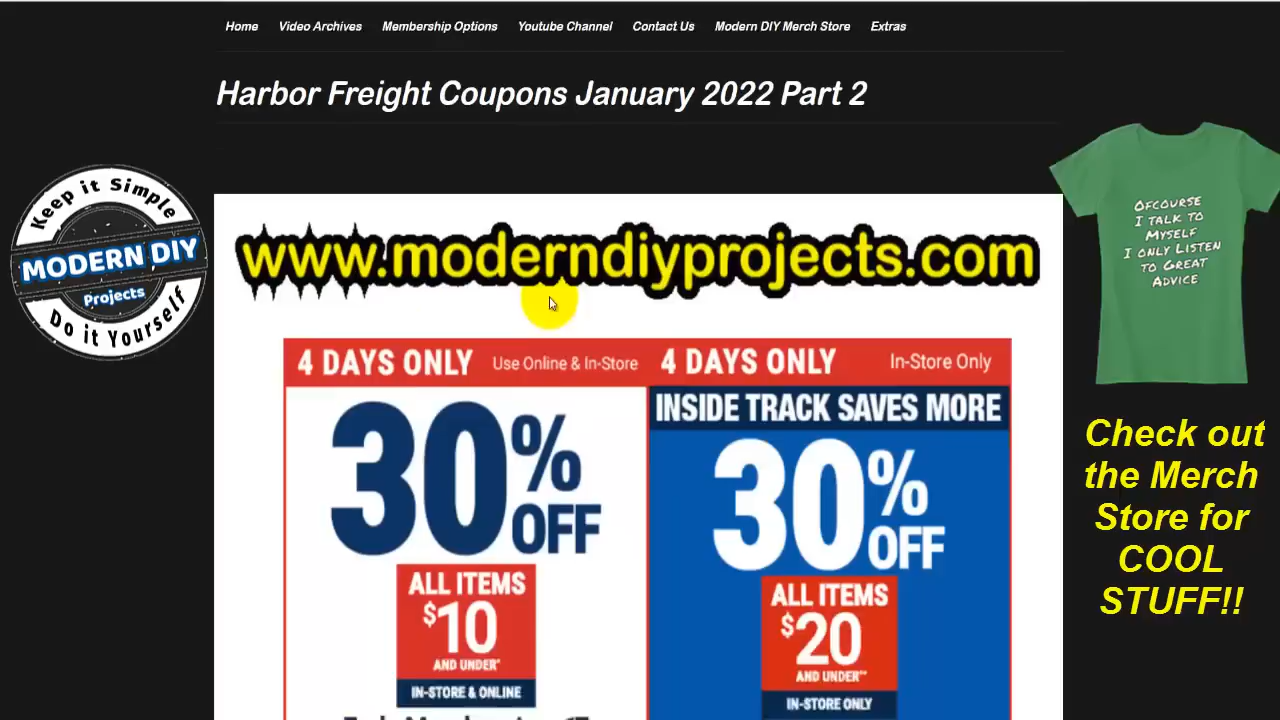 Home Video Archives Membership Options Youtube Channel Contact Us Modern DIY Merch Store Extras
Harbor Freight Coupons January 2022 Part 2
Keep it Simple
MODERN DIY
Projects
Do it Yourself
www.moderndiyprojects.com
4 DAYS ONLY Use Online & In-Store
30% OFF
ALL ITEMS
$10
AND UNDER*
IN-STORE & ONLINE
4 DAYS ONLY In-Store Only
INSIDE TRACK SAVES MORE
30% OFF
ALL ITEMS
$20
AND UNDER**
IN-STORE ONLY
OFCOURSE
I TALK TO
MYSELF
I ONLY LISTEN
TO GREAT
ADVICE
Check out
the Merch
Store for
COOL
STUFF!!